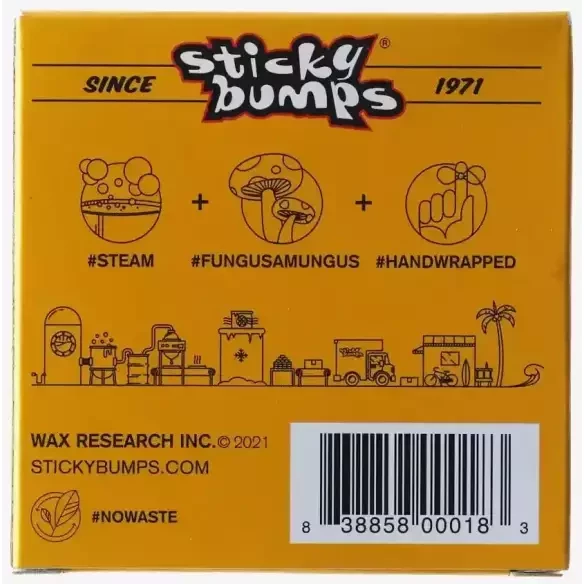 sticky ®
SINCE bumps 1971
+ +
#STEAM #FUNGUSAMUNGUS #HANDWRAPPED
WAX RESEARCH INC.© 2021
STICKYBUMPS.COM
#NOWASTE
8 38858 00018 3